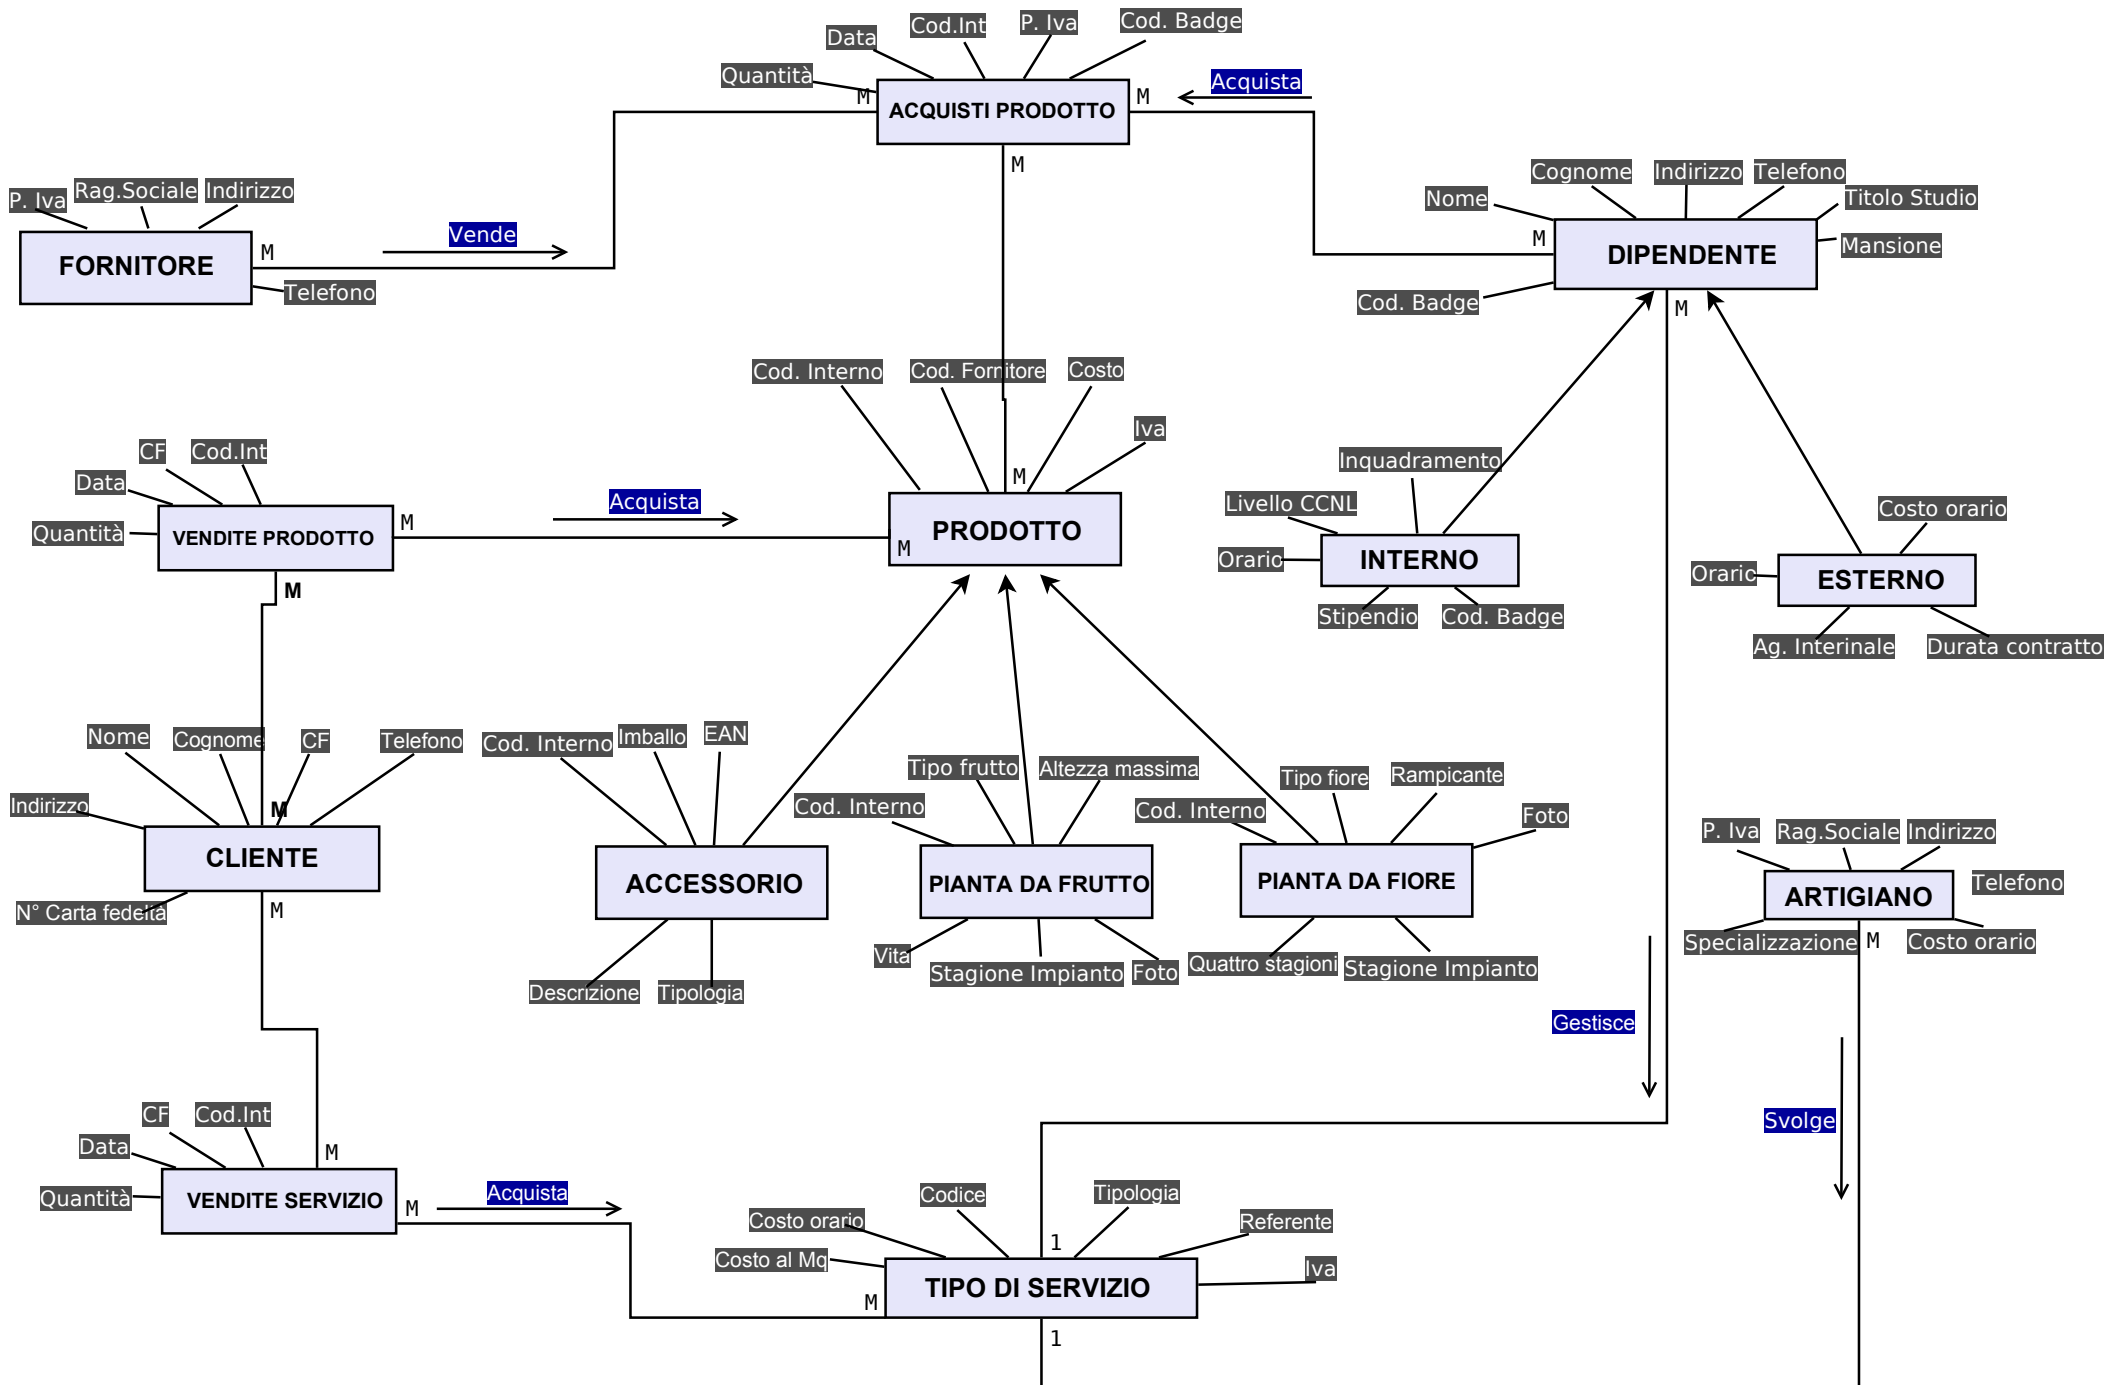 Quantità
Data
Cod.Int
P. Iva
Cod. Badge
M
ACQUISTI PRODOTTO
M
Acquista
M
P. Iva
Rag.Sociale
Indirizzo
FORNITORE
M
Telefono
Vende
Nome
Cognome
Indirizzo
Telefono
Titolo Studio
Mansione
M
DIPENDENTE
Cod. Badge
M
Cod. Interno
Cod. Fornitore
Costo
Iva
M
PRODOTTO
M
Data
CF
Cod.Int
Quantità
VENDITE PRODOTTO
M
Acquista
M
Inquadramento
Livello CCNL
Orario
INTERNO
Stipendio
Cod. Badge
Costo orario
Orario
ESTERNO
Ag. Interinale
Durata contratto
Nome
Cognome
CF
Telefono
Indirizzo
M
CLIENTE
N° Carta fedeltà
M
Cod. Interno
Imballo
EAN
ACCESSORIO
Descrizione
Tipologia
Tipo frutto
Altezza massima
Cod. Interno
PIANTA DA FRUTTO
Vita
Stagione Impianto
Foto
Tipo fiore
Rampicante
Cod. Interno
Foto
PIANTA DA FIORE
Quattro stagioni
Stagione Impianto
P. Iva
Rag.Sociale
Indirizzo
Telefono
ARTIGIANO
Specializzazione
M
Costo orario
Gestisce
Svolge
CF
Cod.Int
Data
Quantità
M
VENDITE SERVIZIO
M
Acquista
Codice
Tipologia
Costo orario
Referente
Costo al Mq
1
Iva
M
TIPO DI SERVIZIO
1